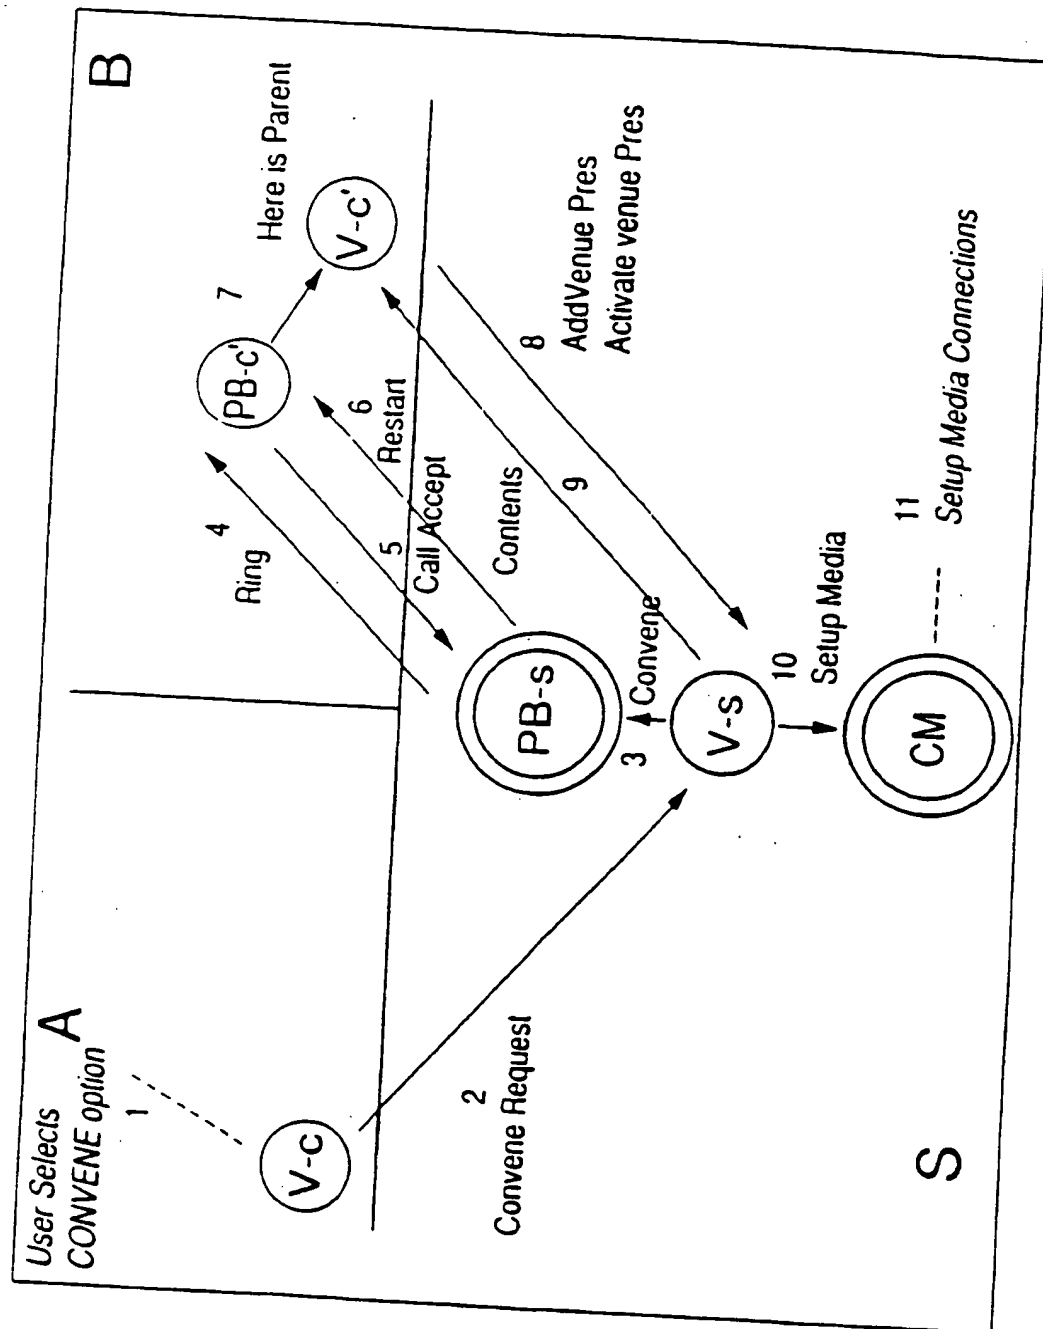 User Selects
CONVENE option
A
1
V-c
2
Convene Request
S
B
4
Ring
PB-c'
7
Here is Parent
V-c'
5
Call Accept
6
Restart
Contents
9
8
AddVenue Pres
Activate venue Pres
PB-s
3
Convene
V-s
10
Setup Media
CM
11
Setup Media Connections